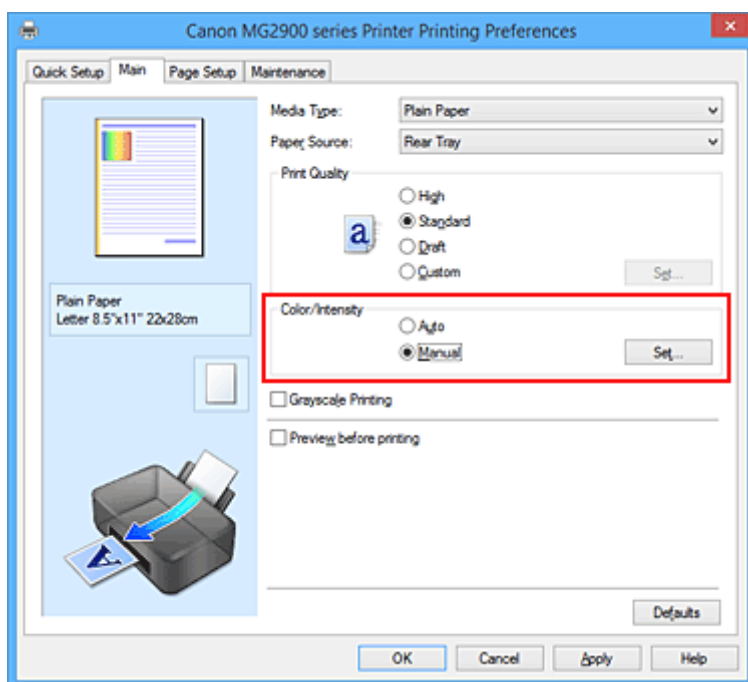 Canon MG2900 series Printer Printing Preferences
Quick Setup Main Page Setup Maintenance
Media Type: Plain Paper
Paper Source: Rear Tray
Print Quality
High
a Standard
Draft
Custom Set...
Plain Paper
Letter 8.5"x11" 22x28cm
Color/Intensity
Auto
Manual Set...
Grayscale Printing
Preview before printing
A
Defaults
OK Cancel Apply Help